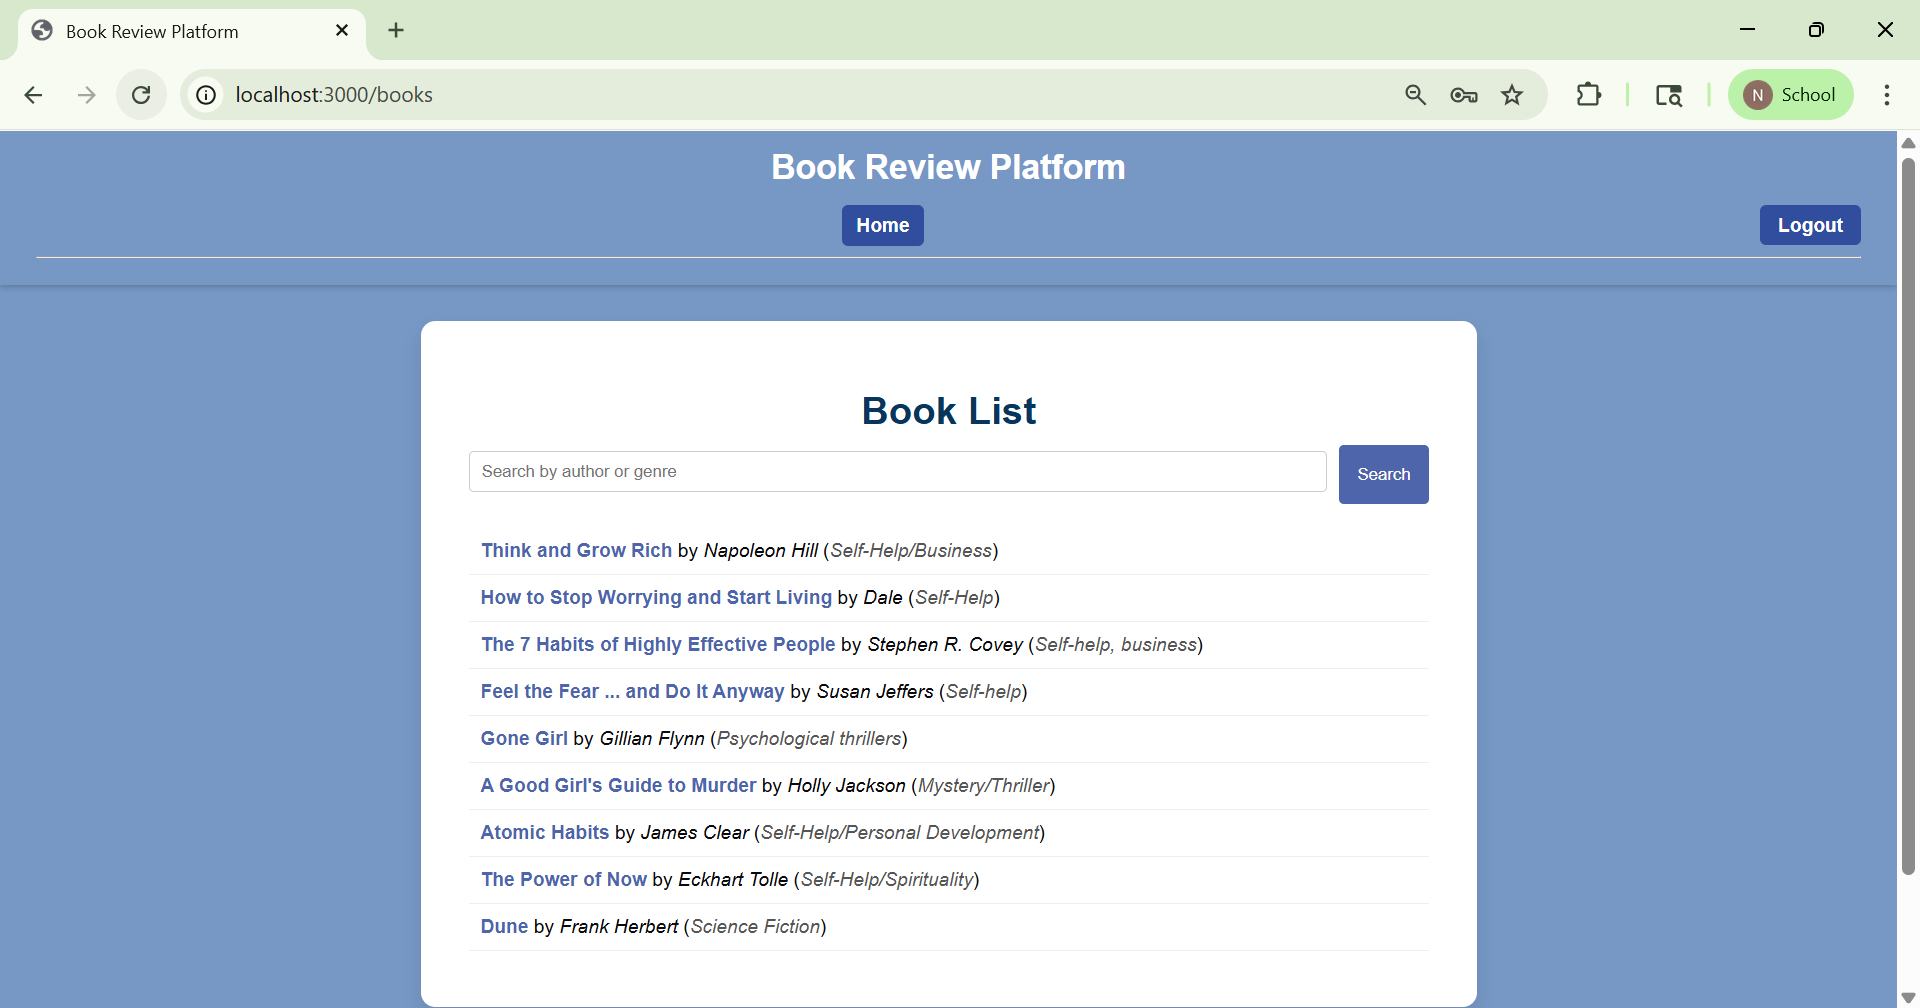 Book Review Platform
localhost:3000/books
N School
Book Review Platform
Home
Logout
Book List
Search by author or genre
Search
Think and Grow Rich by Napoleon Hill (Self-Help/Business)
How to Stop Worrying and Start Living by Dale (Self-Help)
The 7 Habits of Highly Effective People by Stephen R. Covey (Self-help, business)
Feel the Fear ... and Do It Anyway by Susan Jeffers (Self-help)
Gone Girl by Gillian Flynn (Psychological thrillers)
A Good Girl's Guide to Murder by Holly Jackson (Mystery/Thriller)
Atomic Habits by James Clear (Self-Help/Personal Development)
The Power of Now by Eckhart Tolle (Self-Help/Spirituality)
Dune by Frank Herbert (Science Fiction)